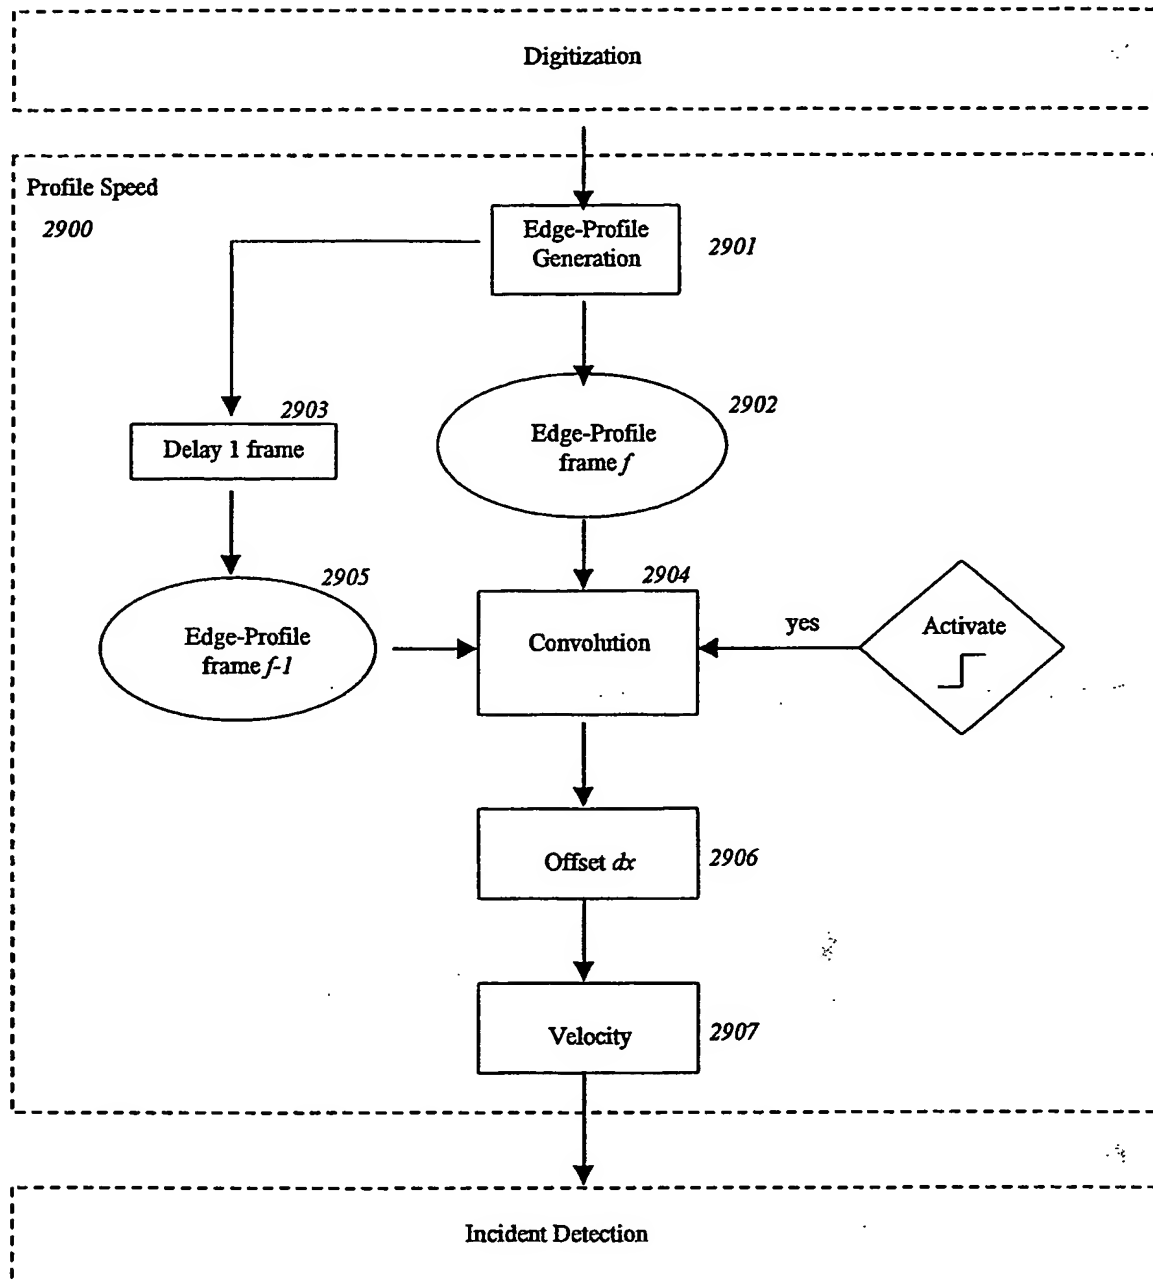 Digitization
Profile Speed
2900
Edge-Profile
Generation
2901
2902
2903
Edge-Profile
frame f
Delay 1 frame
2905
2904
Edge-Profile
frame f-1
Convolution
yes
Activate
Offset dx
2906
Velocity
2907
Incident Detection